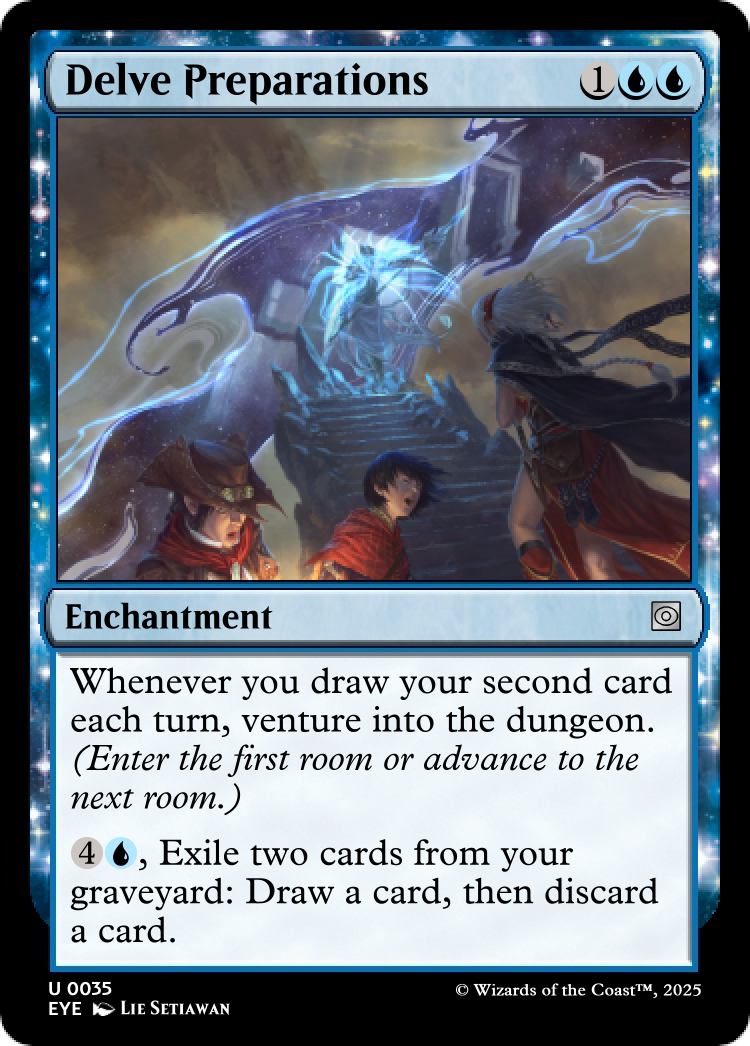 Delve Preparations 1
Enchantment
Whenever you draw your second card
each turn, venture into the dungeon.
(Enter the first room or advance to the
next room.)
4, Exile two cards from your
graveyard: Draw a card, then discard
a card.
U 0035
EYE Lie Setiawan
© Wizards of the Coast™, 2025